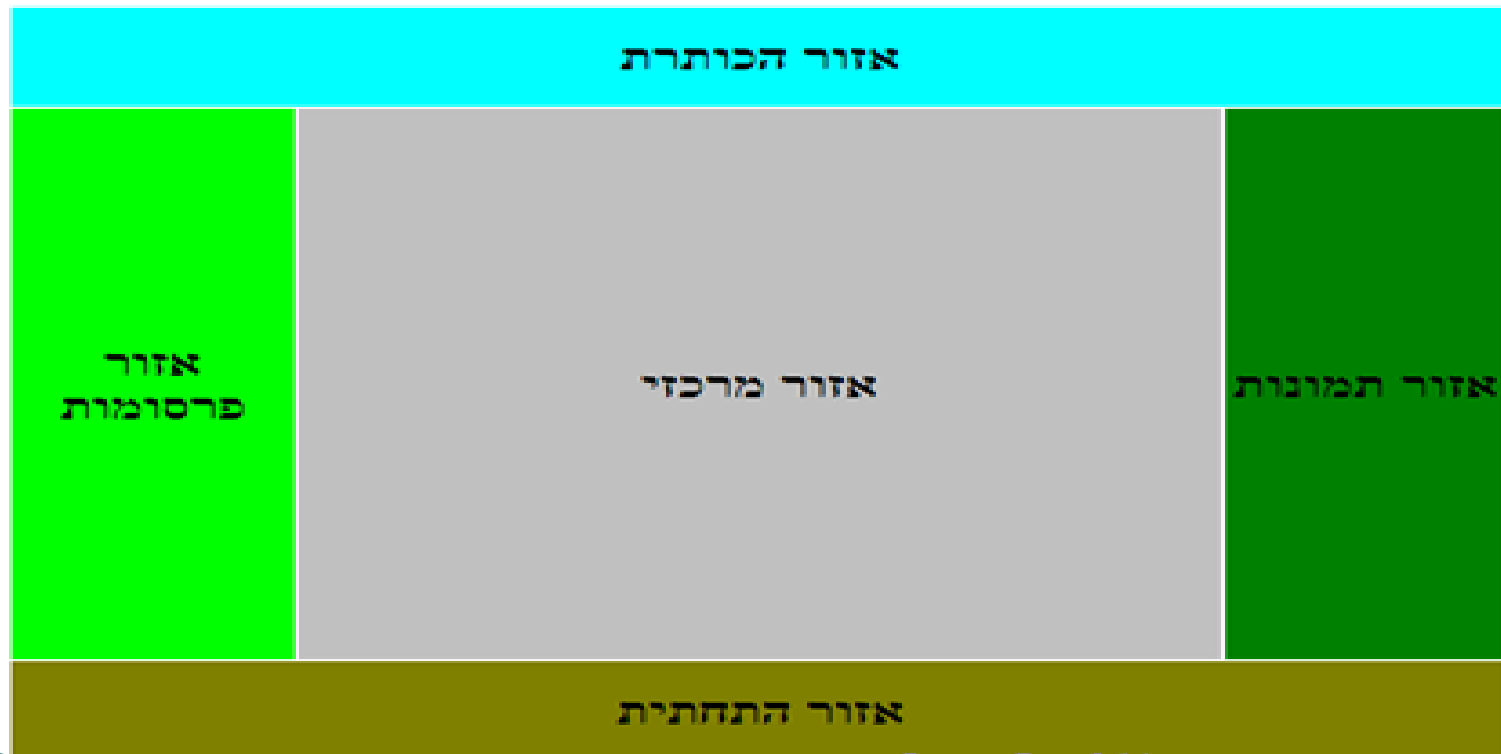 אזור הכותרת
אזור תמונות
אזור מרכזי
אזור
פרסומות
אזור התחתית